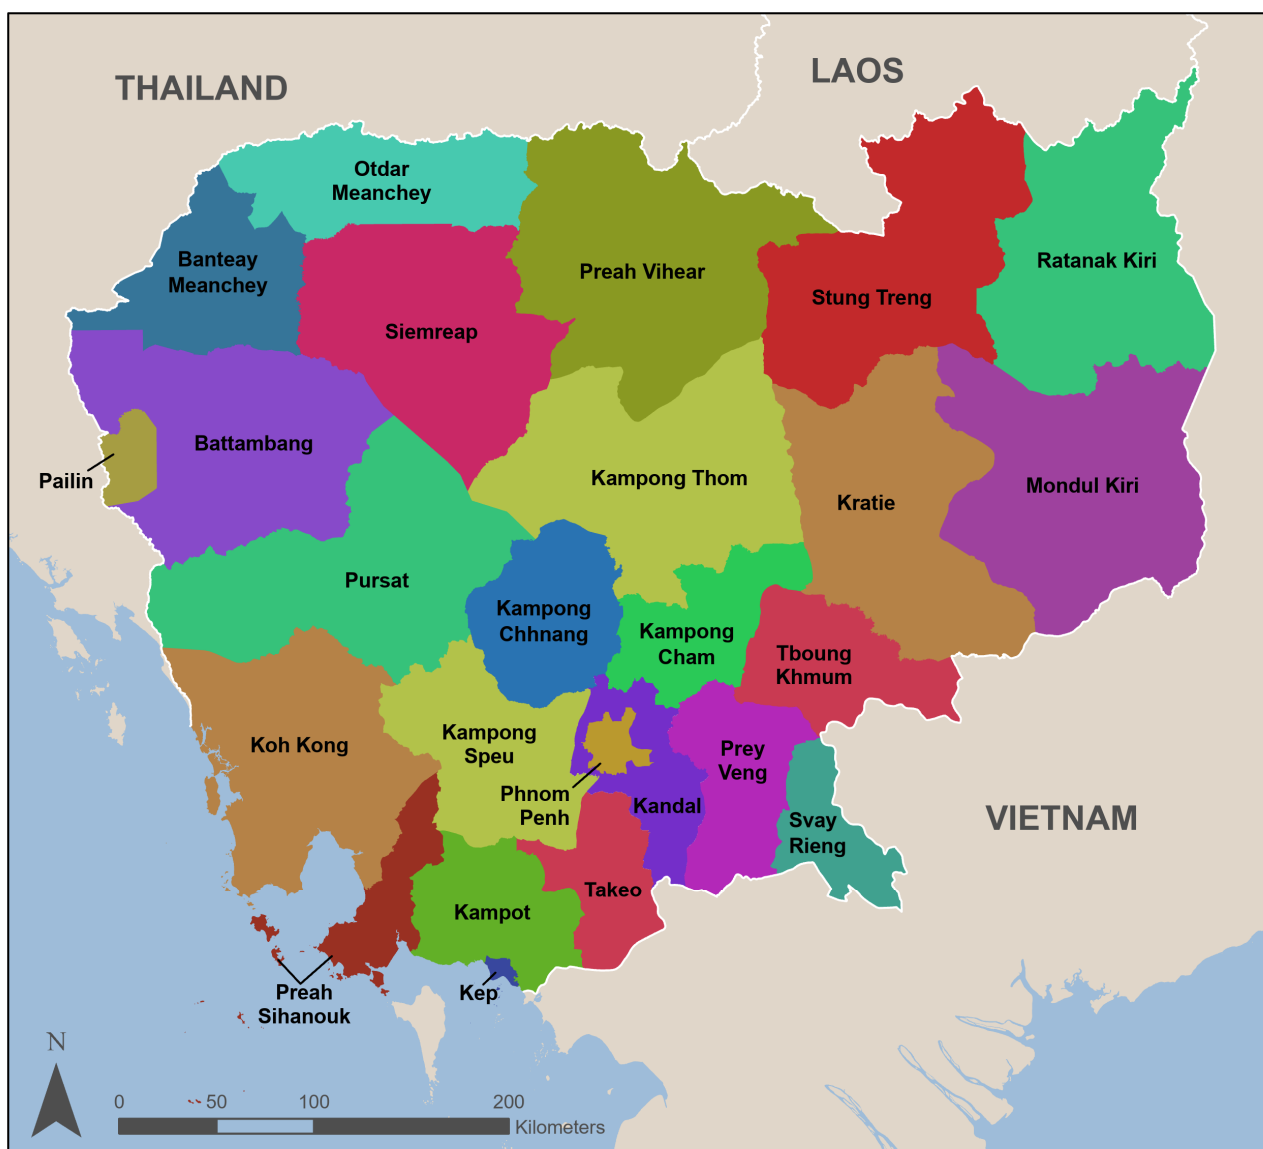 THAILAND
LAOS
Otdar
Meanchey
Banteay
Meanchey
Siemreap
Preah Vihear
Stung Treng
Ratanak Kiri
Battambang
Pailin
Kampong Thom
Kratie
Mondul Kiri
Pursat
Kampong
Chhnang
Kampong
Cham
Tboung
Khmum
Koh Kong
Kampong
Speu
Prey
Veng
Phnom
Penh
Kandal
Svay
Rieng
VIETNAM
Takeo
Kampot
Preah
Sihanouk
Kep
N
0 50 100 200
Kilometers